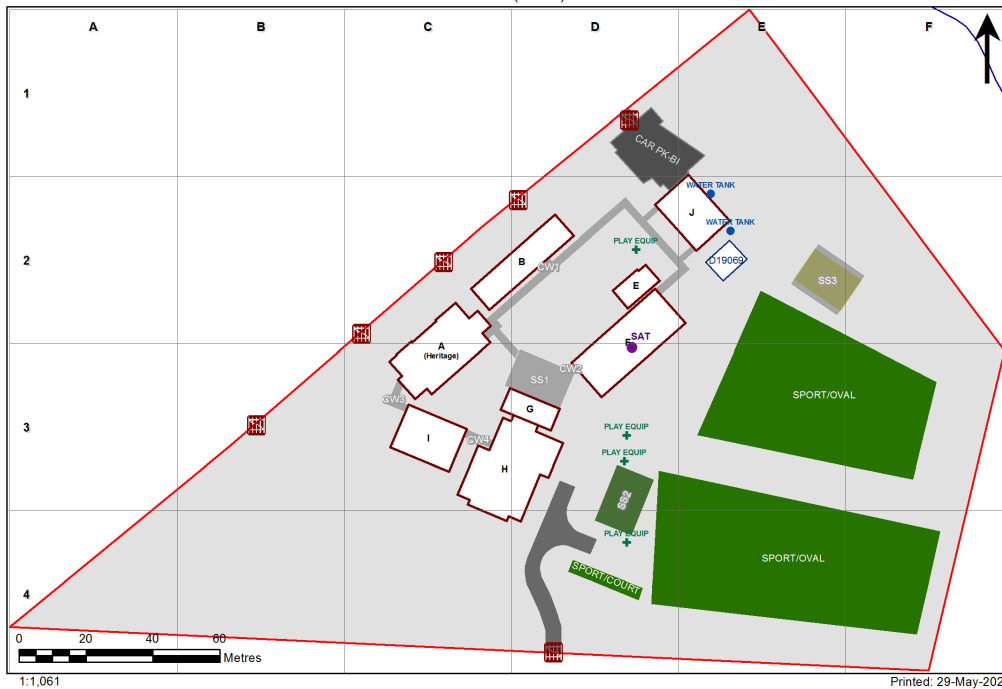 A B C D E F
1
CAR PK-BI
WATER TANK
J
WATER TANK
PLAY EQUIP
2
B
CW1
D19069
E
SS3
F
SAT
A
(Heritage)
SS1
CW2
CW3
G
SPORT/OVAL
3
I
CW4
PLAY EQUIP
PLAY EQUIP
H
SS2
PLAY EQUIP
SPORT/OVAL
SPORT/COURT
4
0 20 40 60
Metres
1:1,061
Printed: 29-May-202